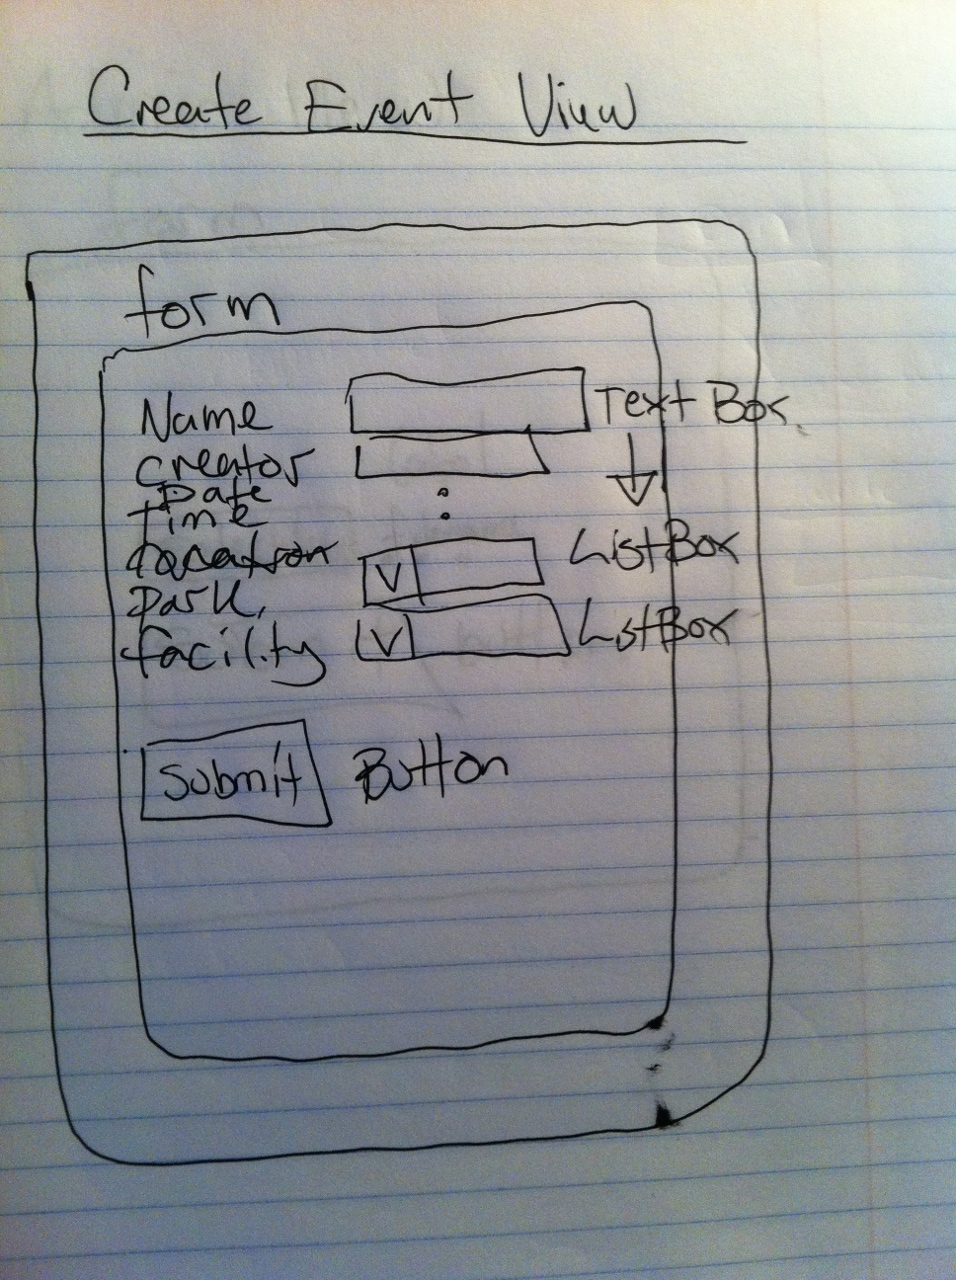 Create Event View
form
Name Text Box
Creator
Date
time
Location ListBox
Park,
facility ListBox
Submit Button